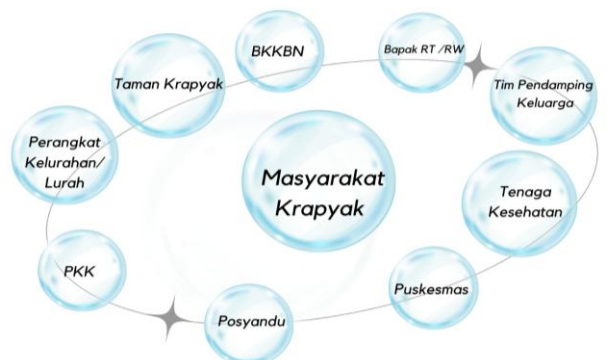 BKKBN
Bapak RT /RW
Taman Krapyak
Tim Pendamping
Keluarga
Perangkat
Kelurahan/
Lurah
Masyarakat
Krapyak
Tenaga
Kesehatan
PKK
Puskesmas
Posyandu